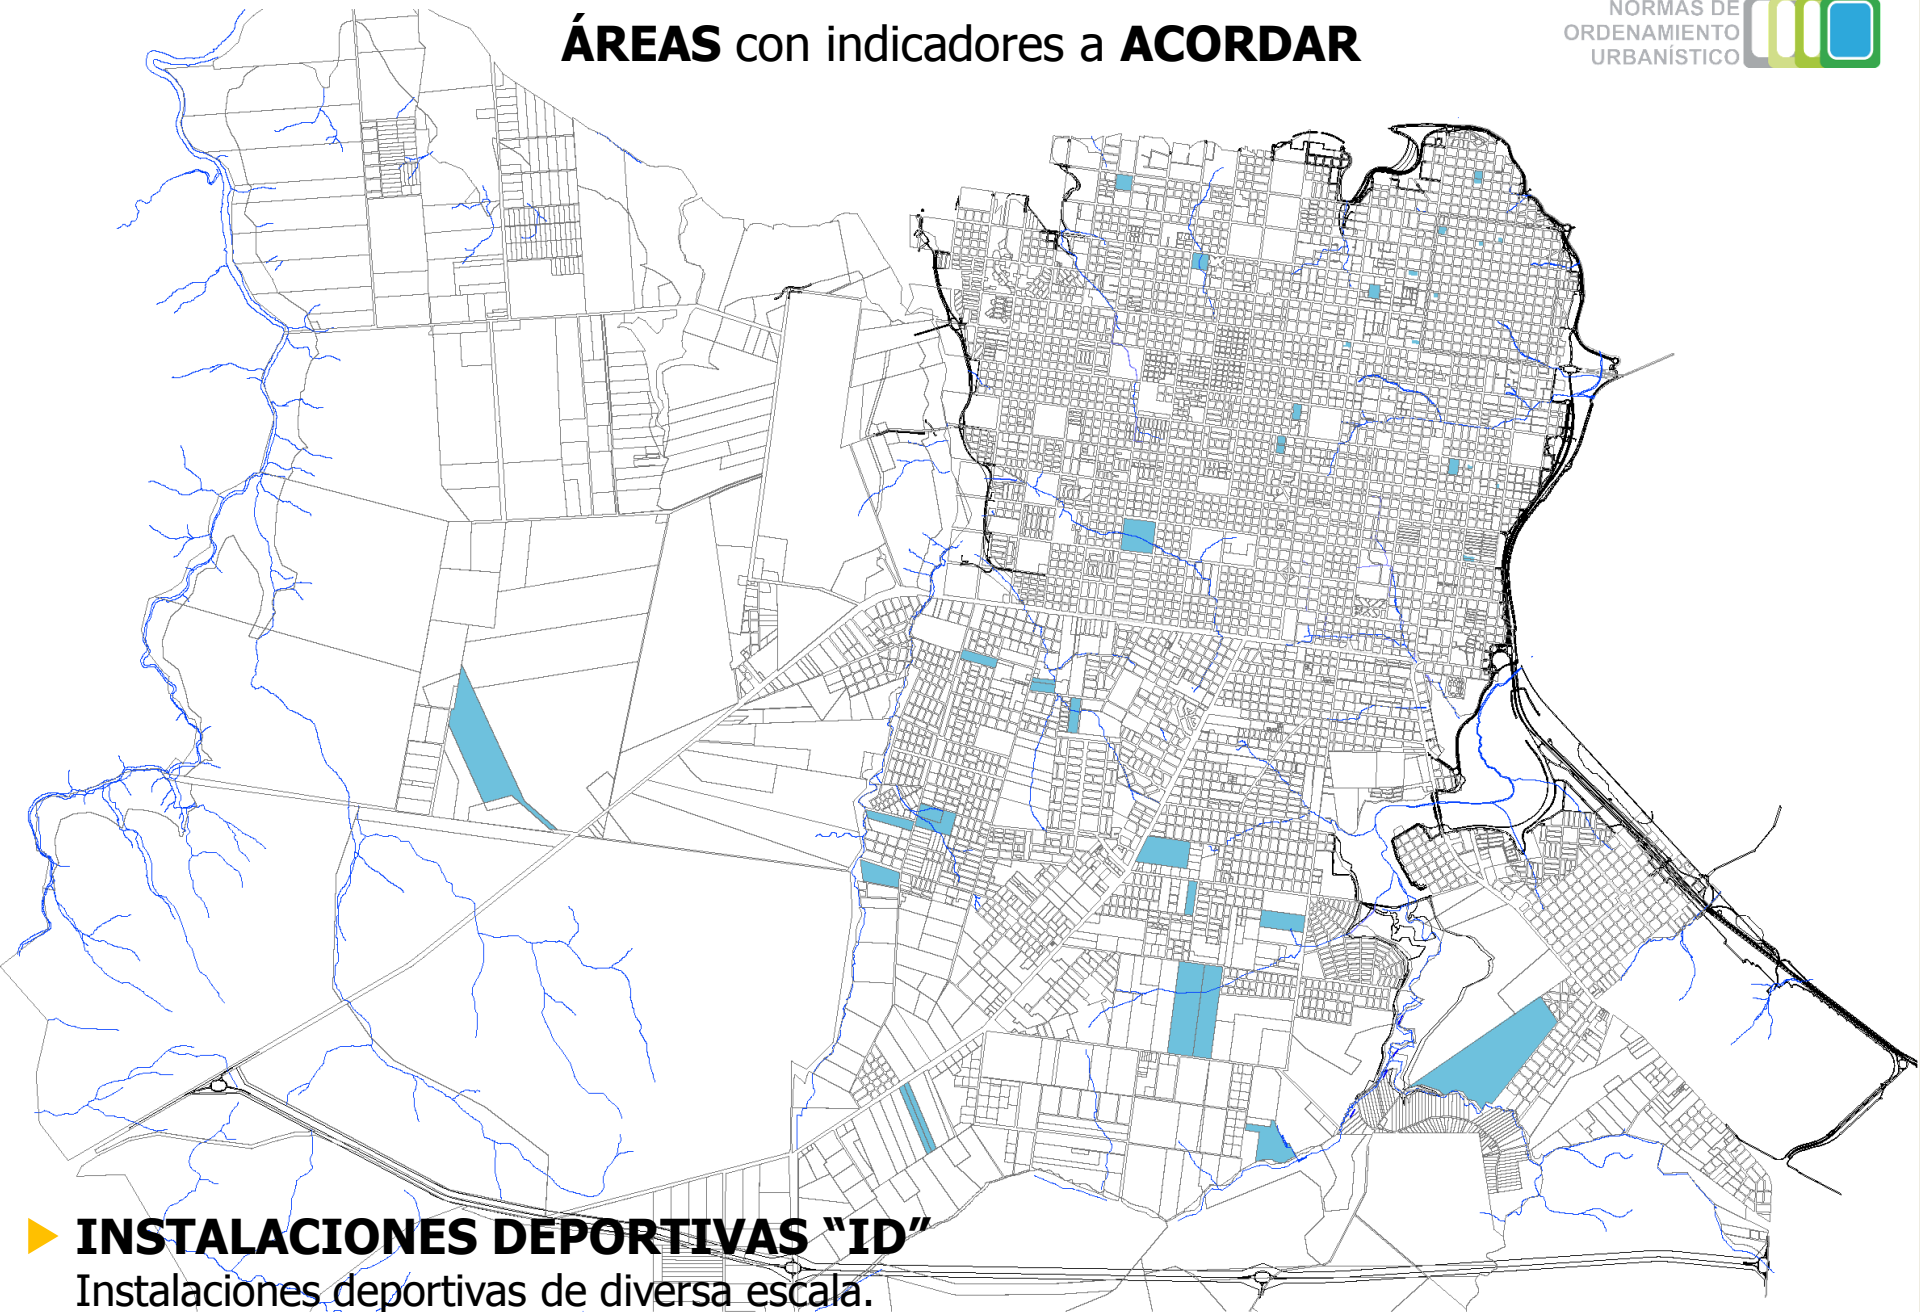 ÁREAS con indicadores a ACORDAR
NORMAS DE
ORDENAMIENTO
URBANÍSTICO
INSTALACIONES DEPORTIVAS “ID”
Instalaciones deportivas de diversa escala.